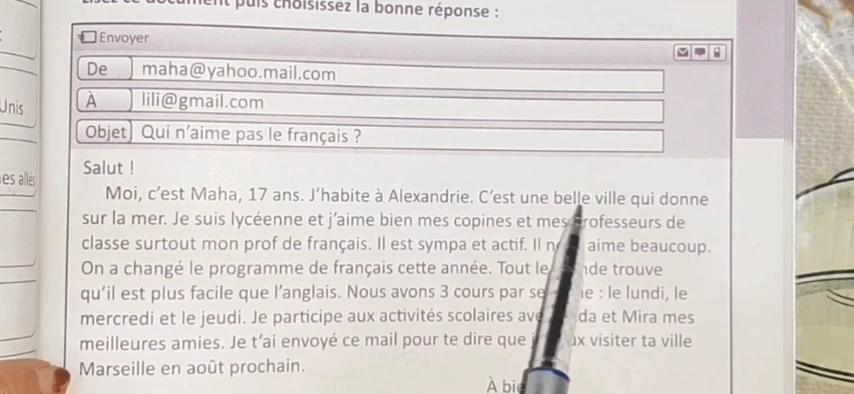 puis choisissez la bonne réponse :
Envoyer
De maha@yahoo.mail.com
À lili@gmail.com
Objet Qui n'aime pas le français ?
Unis
es allés
Salut !
Moi, c'est Maha, 17 ans. J'habite à Alexandrie. C'est une belle ville qui donne
sur la mer. Je suis lycéenne et j'aime bien mes copines et mes professeurs de
classe surtout mon prof de français. Il est sympa et actif. Il aime beaucoup.
On a changé le programme de français cette année. Tout le trouve
qu'il est plus facile que l'anglais. Nous avons 3 cours par : le lundi, le
mercredi et le jeudi. Je participe aux activités scolaires et Mira mes
meilleures amies. Je t'ai envoyé ce mail pour te dire que visiter ta ville
Marseille en août prochain.
À